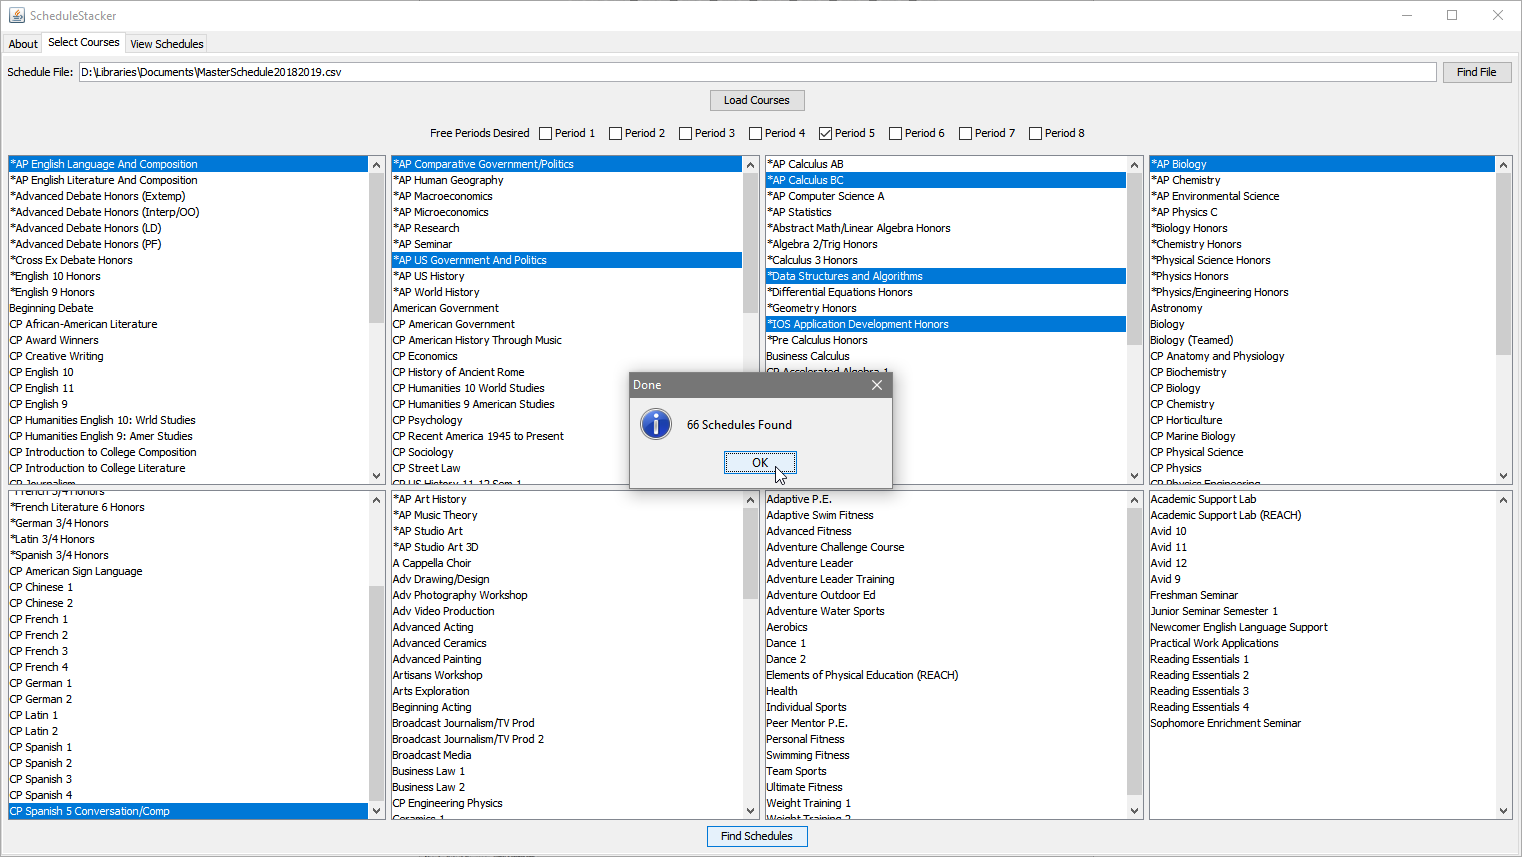 ScheduleStacker
About Select Courses View Schedules
Schedule File: D:\Libraries\Documents\MasterSchedule20182019.csv Find File
Load Courses
Free Periods Desired Period 1 Period 2 Period 3 Period 4 Period 5 Period 6 Period 7 Period 8
*AP English Language And Composition
*AP English Literature And Composition
*Advanced Debate Honors (Extemp)
*Advanced Debate Honors (Interp/OO)
*Advanced Debate Honors (LD)
*Advanced Debate Honors (PF)
*Cross Ex Debate Honors
*English 10 Honors
*English 9 Honors
Beginning Debate
CP African-American Literature
CP Award Winners
CP Creative Writing
CP English 10
CP English 11
CP English 9
CP Humanities English 10: Wrld Studies
CP Humanities English 9: Amer Studies
CP Introduction to College Composition
CP Introduction to College Literature
CP Journalism
*AP Comparative Government/Politics
*AP Human Geography
*AP Macroeconomics
*AP Microeconomics
*AP Research
*AP Seminar
*AP US Government And Politics
*AP US History
*AP World History
American Government
CP American Government
CP American History Through Music
CP Economics
CP History of Ancient Rome
CP Humanities 10 World Studies
CP Humanities 9 American Studies
CP Psychology
CP Recent America 1945 to Present
CP Sociology
CP Street Law
CP US History 11-12 Sem 1
*AP Calculus AB
*AP Calculus BC
*AP Computer Science A
*AP Statistics
*Abstract Math/Linear Algebra Honors
*Algebra 2/Trig Honors
*Calculus 3 Honors
*Data Structures and Algorithms
*Differential Equations Honors
*Geometry Honors
*IOS Application Development Honors
*Pre Calculus Honors
Business Calculus
CP Accelerated Algebra 1
*AP Biology
*AP Chemistry
*AP Environmental Science
*AP Physics C
*Biology Honors
*Chemistry Honors
*Physical Science Honors
*Physics Honors
*Physics/Engineering Honors
Astronomy
Biology
Biology (Teamed)
CP Anatomy and Physiology
CP Biochemistry
CP Biology
CP Chemistry
CP Horticulture
CP Marine Biology
CP Physical Science
CP Physics
CP Physics Engineering
Done
66 Schedules Found
OK
*French 3/4 Honors
*French Literature 6 Honors
*German 3/4 Honors
*Latin 3/4 Honors
*Spanish 3/4 Honors
CP American Sign Language
CP Chinese 1
CP Chinese 2
CP French 1
CP French 2
CP French 3
CP French 4
CP German 1
CP German 2
CP Latin 1
CP Latin 2
CP Spanish 1
CP Spanish 2
CP Spanish 3
CP Spanish 4
CP Spanish 5 Conversation/Comp
*AP Art History
*AP Music Theory
*AP Studio Art
*AP Studio Art 3D
A Cappella Choir
Adv Drawing/Design
Adv Photography Workshop
Adv Video Production
Advanced Acting
Advanced Ceramics
Advanced Painting
Artisans Workshop
Arts Exploration
Beginning Acting
Broadcast Journalism/TV Prod
Broadcast Journalism/TV Prod 2
Broadcast Media
Business Law 1
Business Law 2
CP Engineering Physics
Ceramics 1
Adaptive P.E.
Adaptive Swim Fitness
Advanced Fitness
Adventure Challenge Course
Adventure Leader
Adventure Leader Training
Adventure Outdoor Ed
Adventure Water Sports
Aerobics
Dance 1
Dance 2
Elements of Physical Education (REACH)
Health
Individual Sports
Peer Mentor P.E.
Personal Fitness
Swimming Fitness
Team Sports
Ultimate Fitness
Weight Training 1
Weight Training 2
Academic Support Lab
Academic Support Lab (REACH)
Avid 10
Avid 11
Avid 12
Avid 9
Freshman Seminar
Junior Seminar Semester 1
Newcomer English Language Support
Practical Work Applications
Reading Essentials 1
Reading Essentials 2
Reading Essentials 3
Reading Essentials 4
Sophomore Enrichment Seminar
Find Schedules